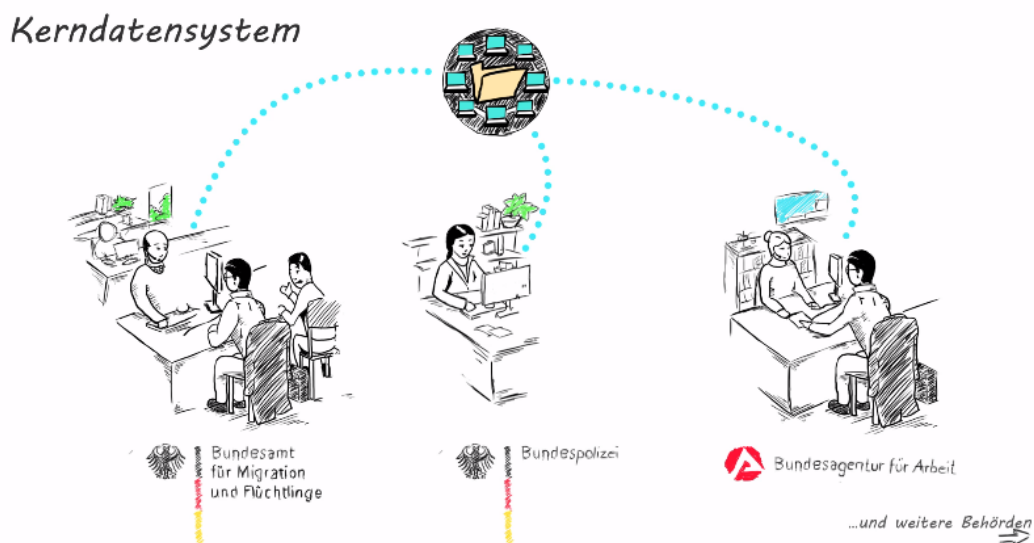 Kerndatensystem
Bundesamt
für Migration
und Flüchtlinge
Bundespolizei
Bundesagentur für Arbeit
...und weitere Behörden